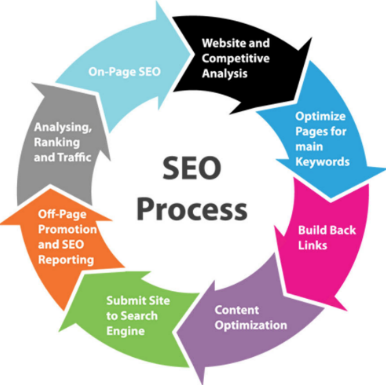 SEO
Process
Website and
Competitive
Analysis
Optimize
Pages for
main
Keywords
Build Back
Links
Content
Optimization
Submit Site
to Search
Engine
Off-Page
Promotion
and SEO
Reporting
Analysing,
Ranking
and Traffic
On-Page SEO